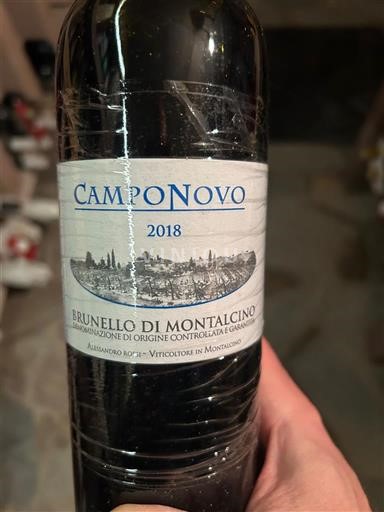 CAMPONOVO
2018
BRUNELLO DI MONTALCINO
DENOMINAZIONE DI ORIGINE CONTROLLATA E GARANTITA
ALESSANDRO - VITICOLTORE IN MONTALCINO